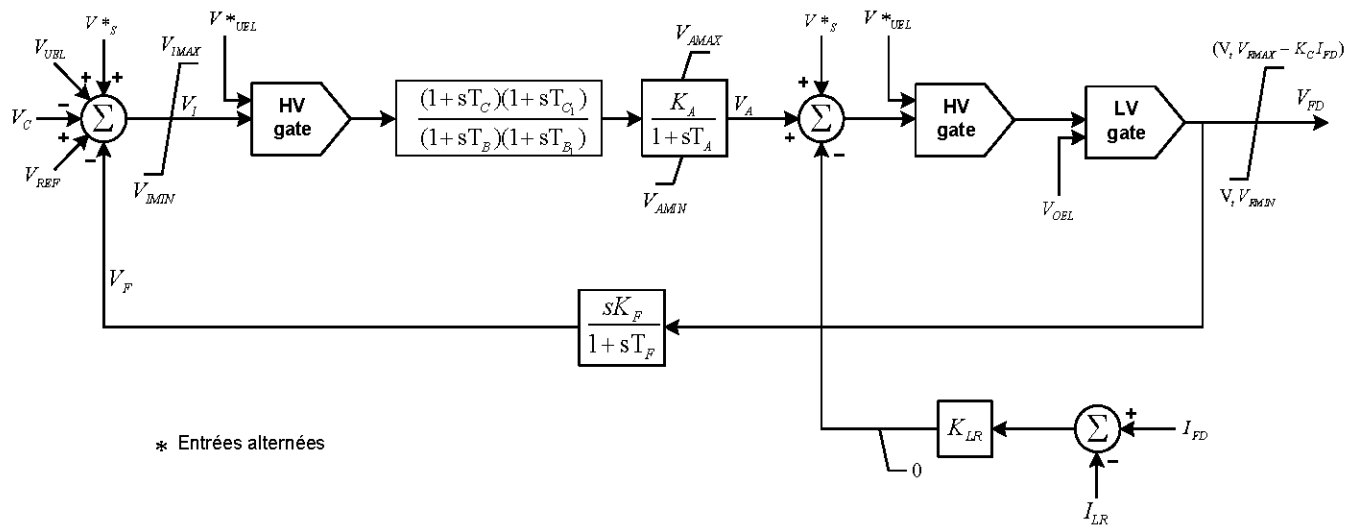 V*S
V*UEL
V*S
V*UEL
VUEL
VIMAX
VAMAX
(Vt VRMAX – KC IFD)
+ +
–
VC
Σ
+
–
VI
HV
gate
(1+sTC)(1+sTC1)
(1+sTB)(1+sTB1)
KA
1+sTA
VA
+
+
Σ
–
HV
gate
LV
gate
VFD
VREF
VIMIN
VAMIN
VOEL
Vt VRMIN
VF
sKF
1+sTF
* Entrées alternées
0
KLR
Σ
+
–
IFD
ILR